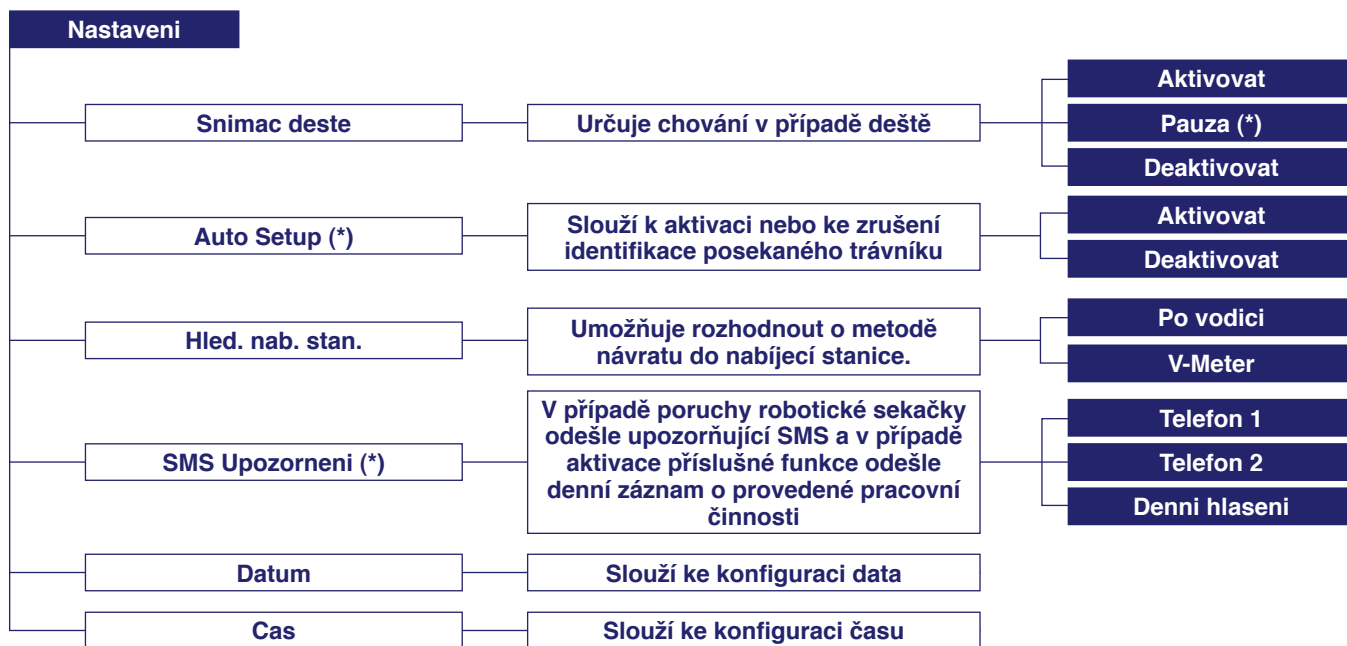 Nastaveni
Snimac deste
Určuje chování v případě deště
Aktivovat
Pauza (*)
Deaktivovat
Auto Setup (*)
Slouží k aktivaci nebo ke zrušení
identifikace posekaného trávníku
Aktivovat
Deaktivovat
Hled. nab. stan.
Umožňuje rozhodnout o metodě
návratu do nabíjecí stanice.
Po vodici
V-Meter
SMS Upozorneni (*)
V případě poruchy robotické sekačky
odešle upozorňující SMS a v případě
aktivace příslušné funkce odešle
denní záznam o provedené pracovní
činnosti
Telefon 1
Telefon 2
Denni hlaseni
Datum
Slouží ke konfiguraci data
Cas
Slouží ke konfiguraci času